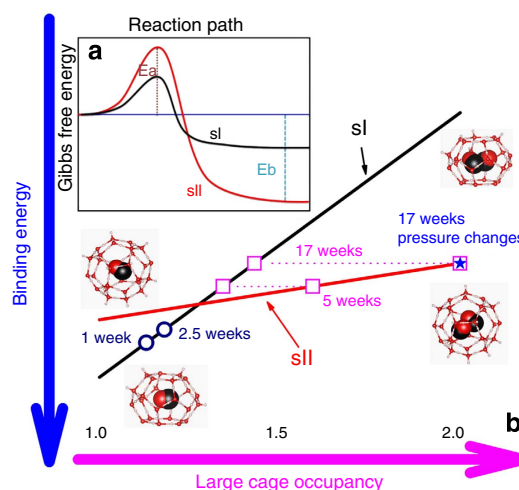 Reaction path
a
Gibbs free energy
Ea
sI
sII
Eb
Binding energy
sI
17 weeks
pressure changes
17 weeks
5 weeks
1 week
2.5 weeks
sII
1.0
1.5
2.0
b
Large cage occupancy